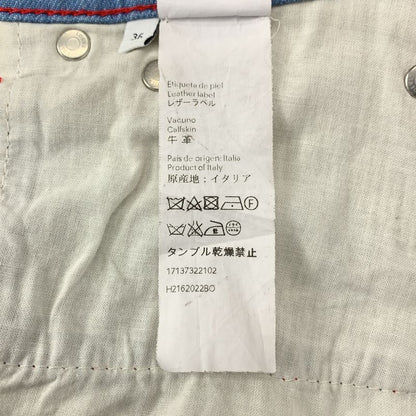 36
Etiqueta de piel
Leather label
レザーラベル
Vacuno
Calfskin
牛革
País de origen: Italia
Product of Italy
原産地：イタリア
タンブル乾燥禁止
17137322102
H2162022BO